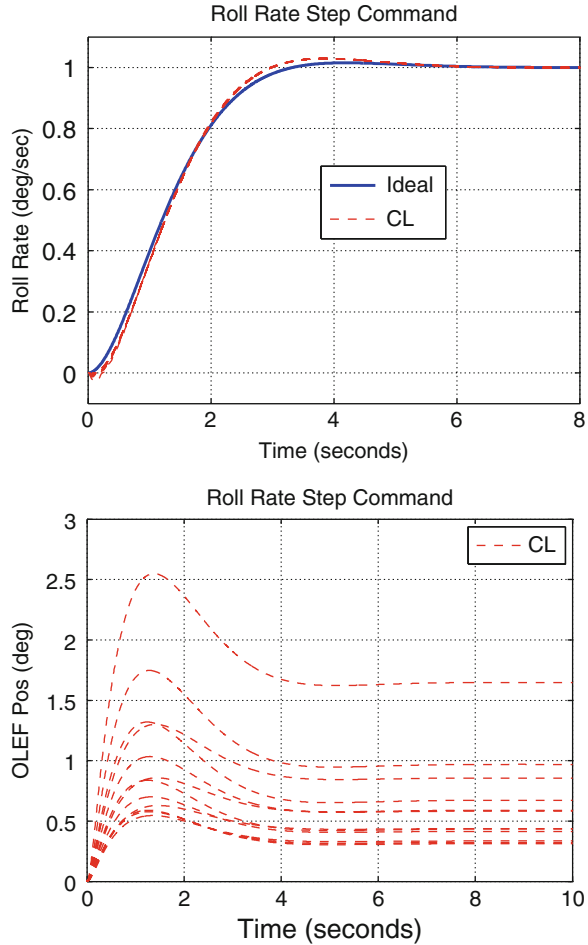 Roll Rate Step Command
Roll Rate (deg/sec)
1
0.8
0.6
0.4
0.2
0
Ideal
CL
0
2
4
6
8
Time (seconds)
Roll Rate Step Command
OLEF Pos (deg)
3
2.5
2
1.5
1
0.5
0
CL
0
2
4
6
8
10
Time (seconds)